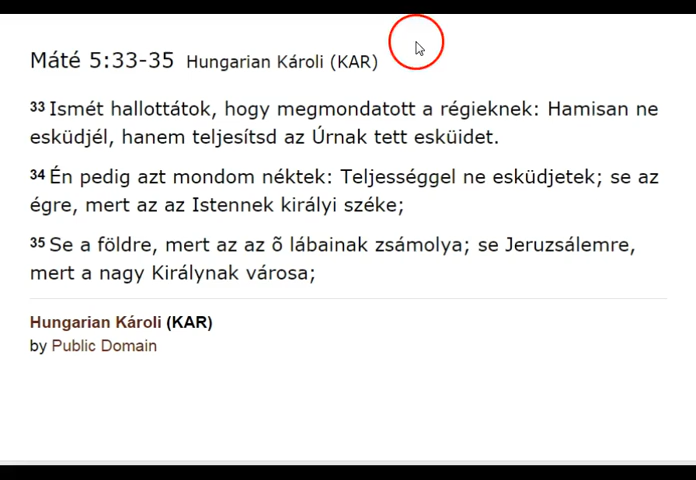 Máté 5:33-35 Hungarian Károli (KAR)
33 Ismét hallottátok, hogy megmondatott a régieknek: Hamisan ne
esküdjél, hanem teljesítsd az Úrnak tett esküidet.
34 Én pedig azt mondom néktek: Teljességgel ne esküdjetek; se az
égre, mert az az Istennek királyi széke;
35 Se a földre, mert az az õ lábainak zsámolya; se Jeruzsálemre,
mert a nagy Királynak városa;
Hungarian Károli (KAR)
by Public Domain